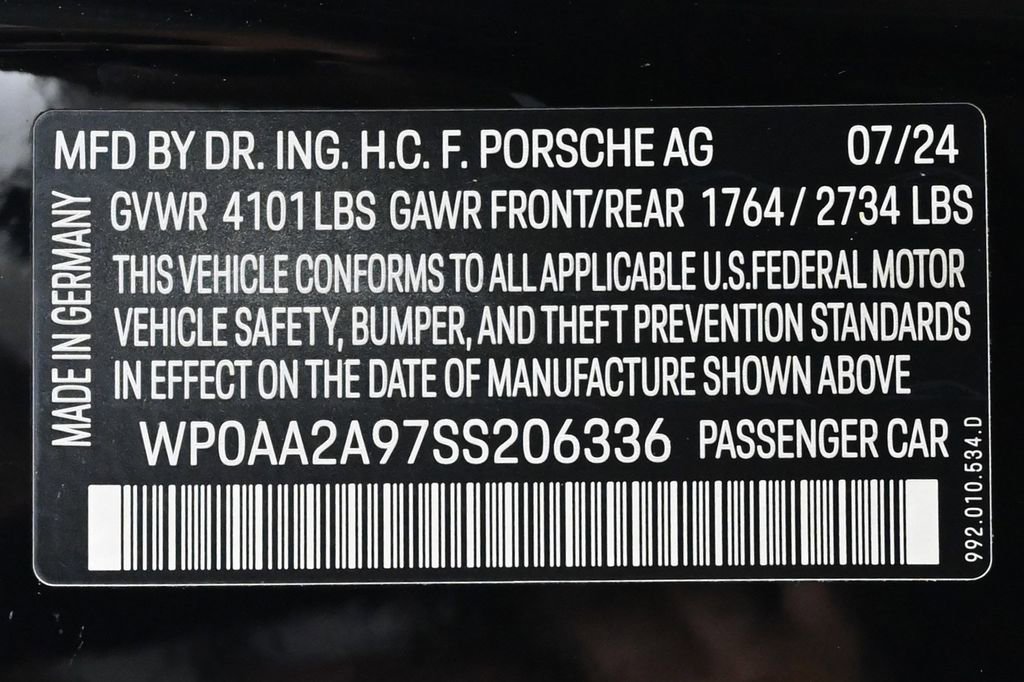 MFD BY DR. ING. H.C. F. PORSCHE AG 07/24
GVWR 4101 LBS GAWR FRONT/REAR 1764 / 2734 LBS
THIS VEHICLE CONFORMS TO ALL APPLICABLE U.S.FEDERAL MOTOR
VEHICLE SAFETY, BUMPER, AND THEFT PREVENTION STANDARDS
IN EFFECT ON THE DATE OF MANUFACTURE SHOWN ABOVE
WP0AA2A97SS206336 PASSENGER CAR
MADE IN GERMANY
992.010.534.D